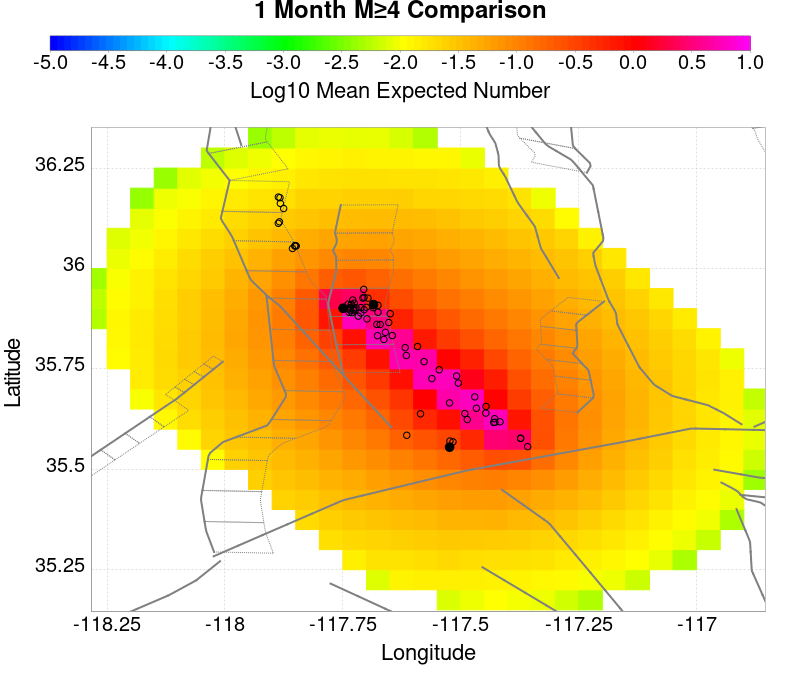 1 Month M≥4 Comparison
-5.0 -4.5 -4.0 -3.5 -3.0 -2.5 -2.0 -1.5 -1.0 -0.5 0.0 0.5 1.0
Log10 Mean Expected Number
36.25
36
35.75
35.5
35.25
Latitude
-118.25 -118 -117.75 -117.5 -117.25 -117
Longitude